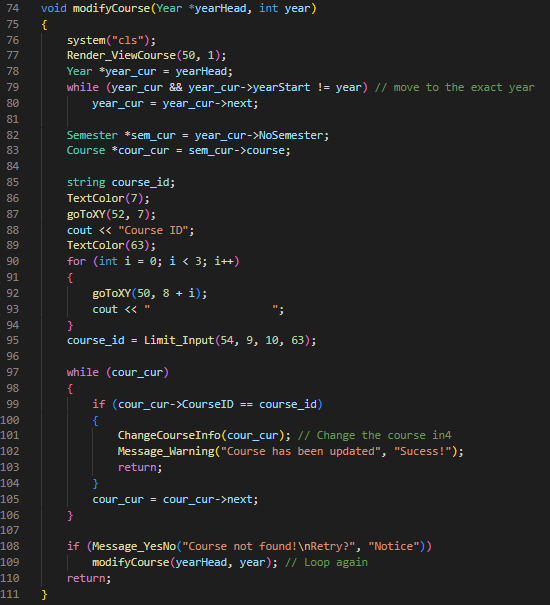 74 void modifyCourse(Year *yearHead, int year)
75 {
76     system("cls");
77     Render_ViewCourse(50, 1);
78     Year *year_cur = yearHead;
79     while (year_cur && year_cur->yearStart != year) // move to the exact year
80         year_cur = year_cur->next;
81
82     Semester *sem_cur = year_cur->NoSemester;
83     Course *cour_cur = sem_cur->course;
84
85     string course_id;
86     TextColor(7);
87     goToXY(52, 7);
88     cout << "Course ID";
89     TextColor(63);
90     for (int i = 0; i < 3; i++)
91     {
92         goToXY(50, 8 + i);
93         cout << "                   ";
94     }
95     course_id = Limit_Input(54, 9, 10, 63);
96
97     while (cour_cur)
98     {
99         if (cour_cur->CourseID == course_id)
100         {
101             ChangeCourseInfo(cour_cur); // Change the course in4
102             Message_Warning("Course has been updated", "Sucess!");
103             return;
104         }
105         cour_cur = cour_cur->next;
106     }
107
108     if (Message_YesNo("Course not found!\nRetry?", "Notice"))
109         modifyCourse(yearHead, year); // Loop again
110     return;
111 }